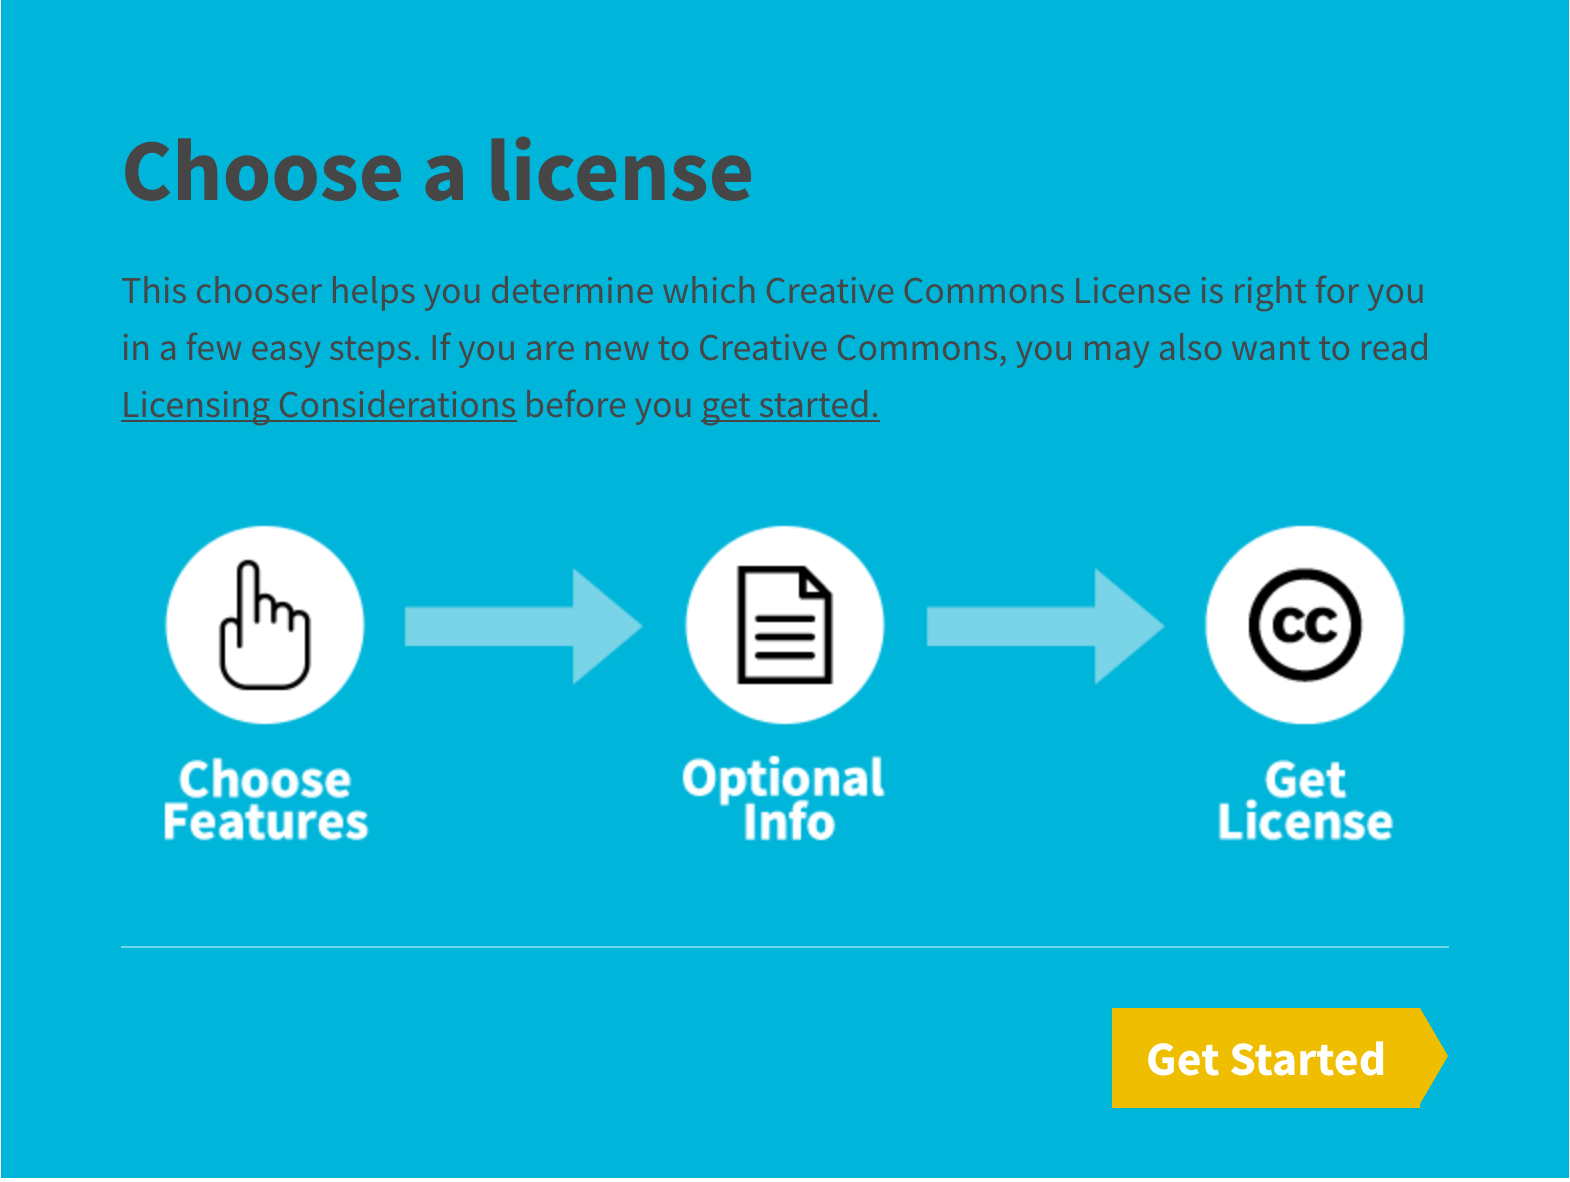 Choose a license
This chooser helps you determine which Creative Commons License is right for you
in a few easy steps. If you are new to Creative Commons, you may also want to read
Licensing Considerations before you get started.
cc
Choose
Features
Optional
Info
Get
License
Get Started